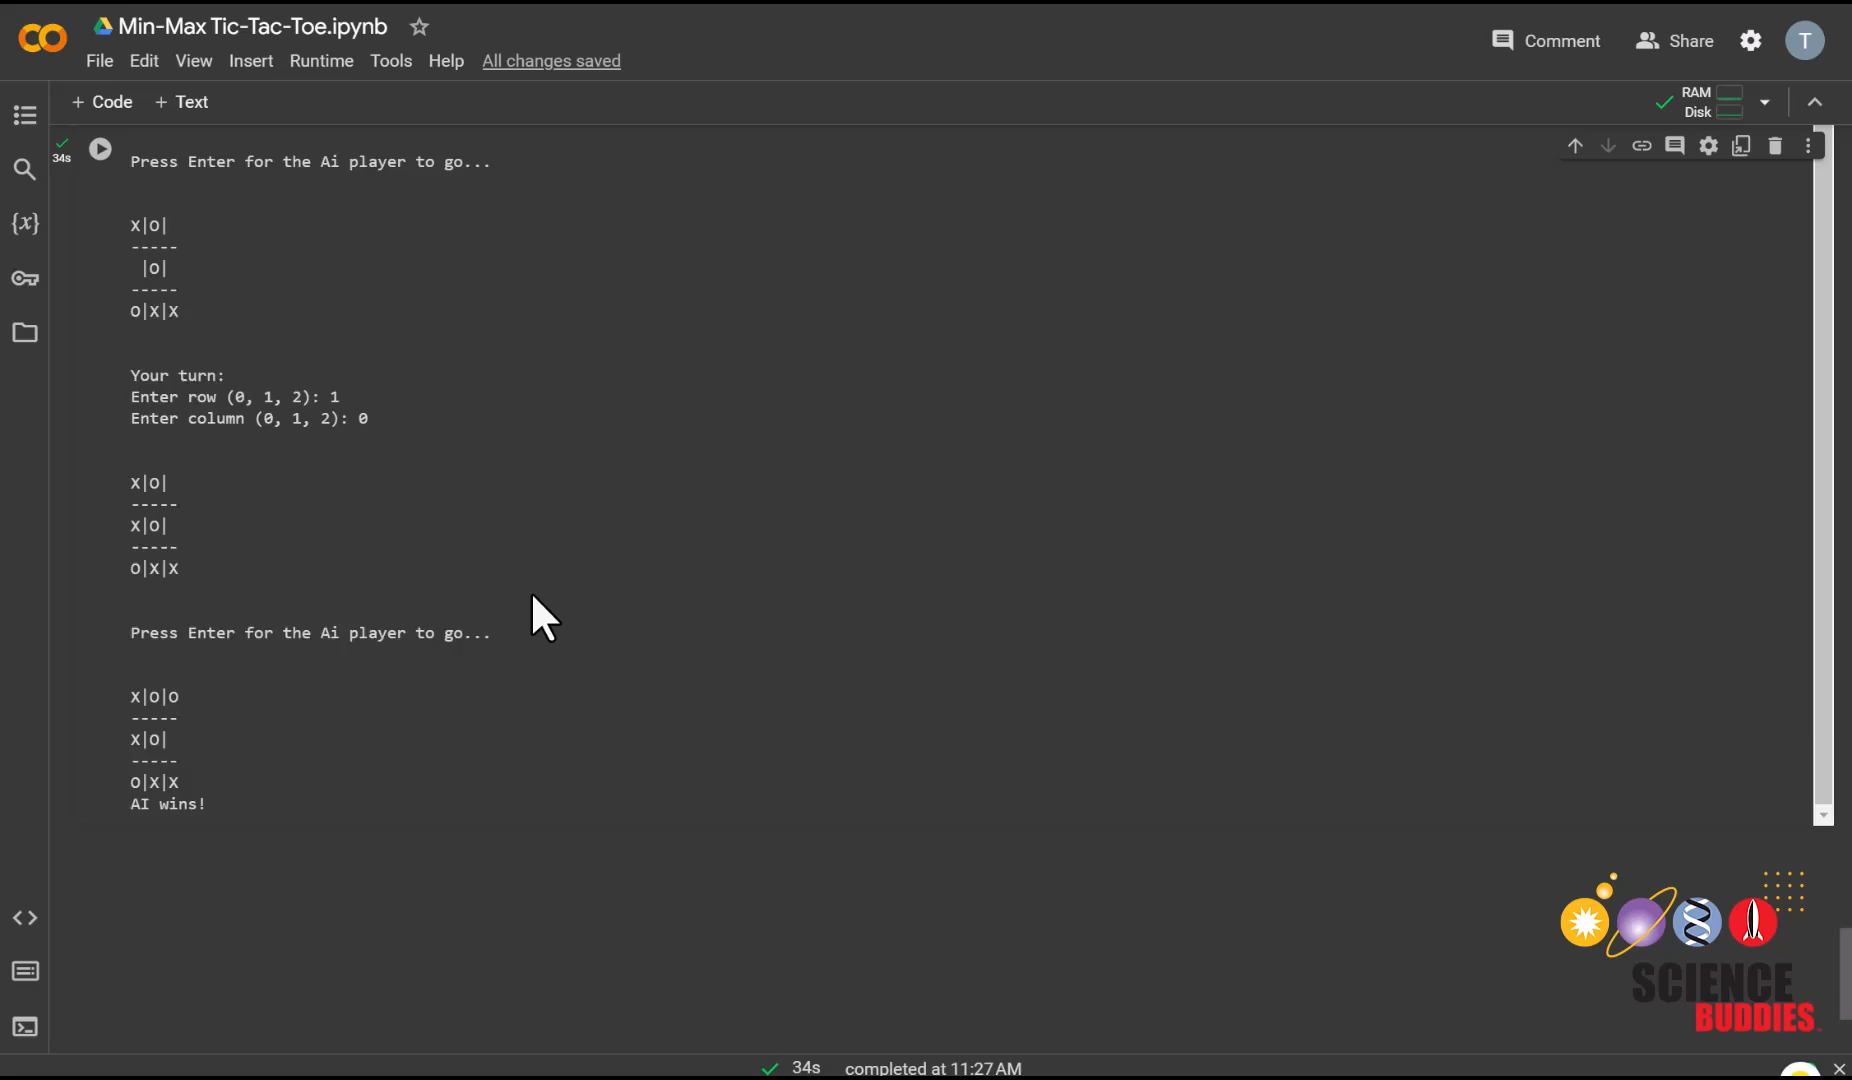 Min-Max Tic-Tac-Toe.ipynb
Comment
Share
T
File Edit View Insert Runtime Tools Help All changes saved
+ Code + Text
RAM
Disk
34s
Press Enter for the Ai player to go...
x|o|
-----
 |o|
-----
o|x|x
Your turn:
Enter row (0, 1, 2): 1
Enter column (0, 1, 2): 0
x|o|
-----
x|o|
-----
o|x|x
Press Enter for the Ai player to go...
x|o|o
-----
x|o|
-----
o|x|x
AI wins!
{x}
SCIENCE
BUDDIES
34s completed at 11:27 AM